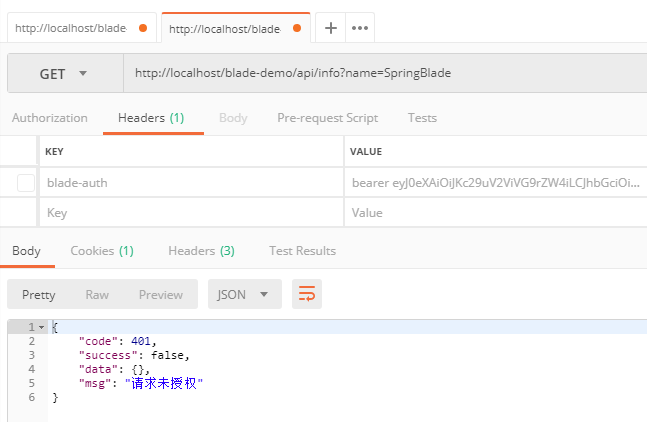 http://localhost/blade
http://localhost/blade-
+ •••
GET http://localhost/blade-demo/api/info?name=SpringBlade
Authorization Headers (1) Body Pre-request Script Tests
KEY VALUE
blade-auth bearer eyJ0eXAiOiJKc29uV2ViVG9rZW4iLCJhbGciOi...
Key Value
Body Cookies (1) Headers (3) Test Results
Pretty Raw Preview JSON
1 {
2 "code": 401,
3 "success": false,
4 "data": {},
5 "msg": "请求未授权"
6 }